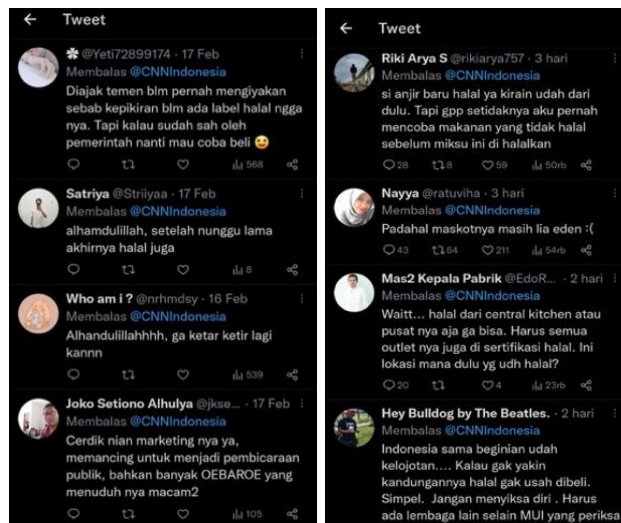 Tweet
@Yeti72899174 · 17 Feb
Membalas @CNNIndonesia
Diajak temen blm pernah mengiyakan
sebab kepikiran blm ada label halal ngga
nya. Tapi kalau sudah sah oleh
pemerintah nanti mau coba beli 😉
568
Satriya @Striiyaa · 17 Feb
Membalas @CNNIndonesia
alhamdulillah, setelah nunggu lama
akhirnya halal juga
8
Who am i ? @nrhmdsy · 16 Feb
Membalas @CNNIndonesia
Alhandulillahhhh, ga ketar ketir lagi
kannn
539
Joko Setiono Alhulya @jkse... · 17 Feb
Membalas @CNNIndonesia
Cerdik nian marketing nya ya,
memancing untuk menjadi pembicaraan
publik, bahkan banyak OEBAROE yang
menuduh nya macam2
105
Tweet
Riki Arya S @rikiarya757 · 3 hari
Membalas @CNNIndonesia
si anjir baru halal ya kirain udah dari
dulu. Tapi gpp setidaknya aku pernah
mencoba makanan yang tidak halal
sebelum miksu ini di halalkan
28 8 59 50rb
Nayya @ratuviha · 3 hari
Membalas @CNNIndonesia
Padahal maskotnya masih lia eden :(
43 64 211 54rb
Mas2 Kepala Pabrik @EdoR... · 2 hari
Membalas @CNNIndonesia
Waitt... halal dari central kitchen atau
pusat nya aja ga bisa. Harus semua
outlet nya juga di sertifikasi halal. Ini
lokasi mana dulu yg udh halal?
20 4 23rb
Hey Bulldog by The Beatles. · 2 hari
Membalas @CNNIndonesia
Indonesia sama beginian udah
kelojotan.... Kalau gak yakin
kandungannya halal gak usah dibeli.
Simpel. Jangan menyiksa diri . Harus
ada lembaga lain selain MUI yang periksa